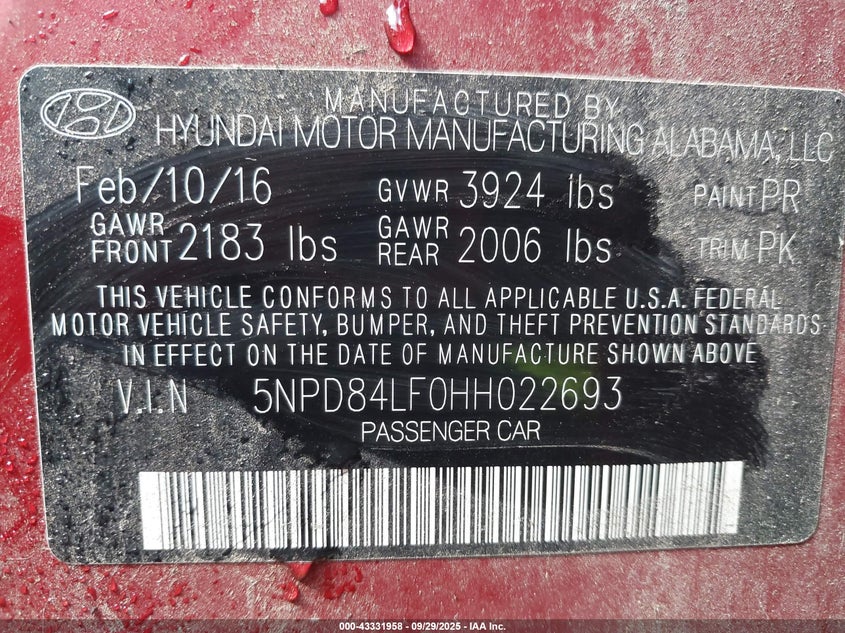 MANUFACTURED BY
HYUNDAI MOTOR MANUFACTURING ALABAMA, LLC
Feb/10/16 GVWR 3924 lbs PAINT PR
GAWR FRONT 2183 lbs GAWR REAR 2006 lbs TRIM PK
THIS VEHICLE CONFORMS TO ALL APPLICABLE U.S.A. FEDERAL
MOTOR VEHICLE SAFETY, BUMPER, AND THEFT PREVENTION STANDARDS
IN EFFECT ON THE DATE OF MANUFACTURE SHOWN ABOVE
V.I.N 5NPD84LF0HH022693
PASSENGER CAR
000-43331958 - 09/29/2025 - IAA Inc.